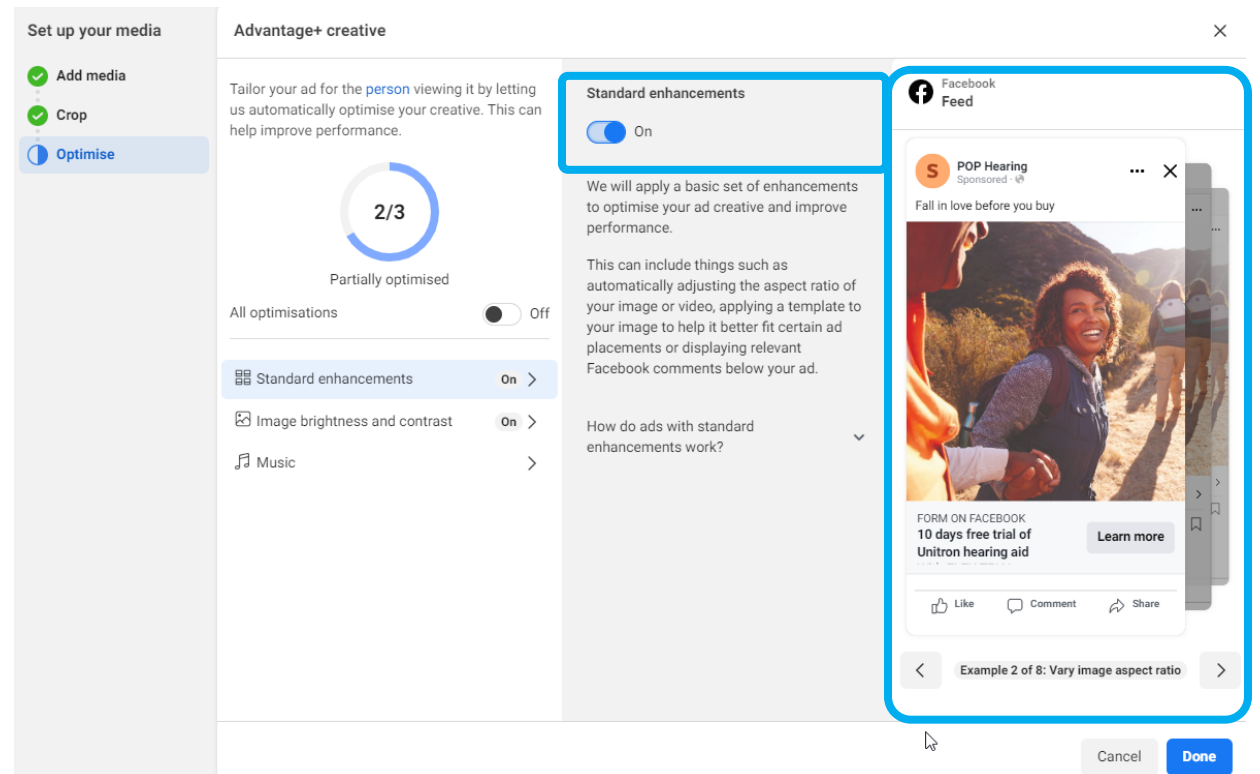 Set up your media
Add media
Crop
Optimise
Advantage+ creative
Tailor your ad for the person viewing it by letting
us automatically optimise your creative. This can
help improve performance.
2/3
Partially optimised
All optimisations
Off
Standard enhancements
On
Image brightness and contrast
On
Music
Standard enhancements
On
We will apply a basic set of enhancements
to optimise your ad creative and improve
performance.
This can include things such as
automatically adjusting the aspect ratio of
your image or video, applying a template to
your image to help it better fit certain ad
placements or displaying relevant
Facebook comments below your ad.
How do ads with standard
enhancements work?
Facebook
Feed
S
POP Hearing
Sponsored ·
Fall in love before you buy
FORM ON FACEBOOK
10 days free trial of
Unitron hearing aid
Learn more
Like
Comment
Share
Example 2 of 8: Vary image aspect ratio
Cancel
Done